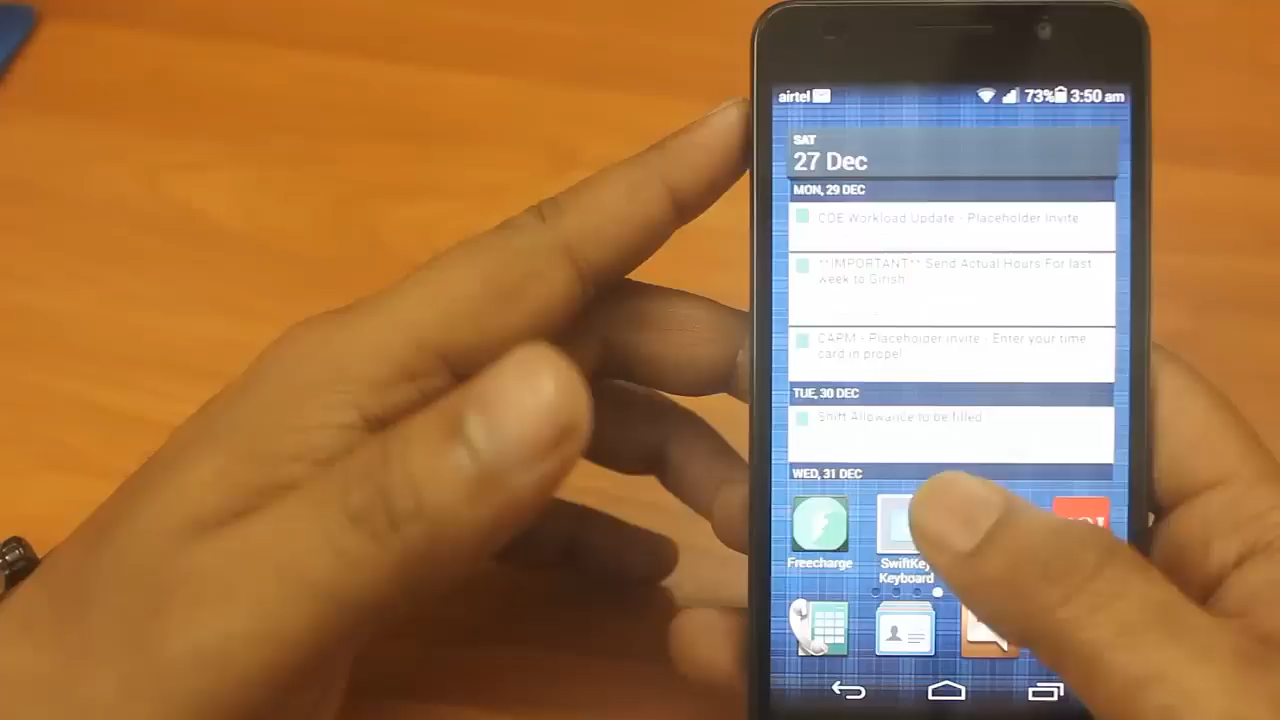 airtel 73% 3:50 am
SAT
27 Dec
MON, 29 DEC
CDE Workload Update - Placeholder Invite
**IMPORTANT** Send Actual Hours For last
week to Girish
CAPM - Placeholder invite - Enter your time
card in prope!
TUE, 30 DEC
Shift Allowance to be filled
WED, 31 DEC
Freecharge
SwiftKey
Keyboard